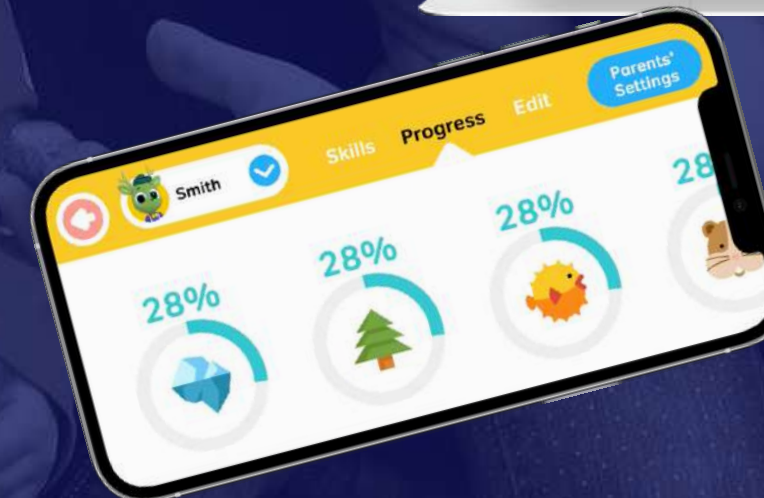 Smith
Skills Progress Edit
Parents'
Settings
28% 28% 28% 28